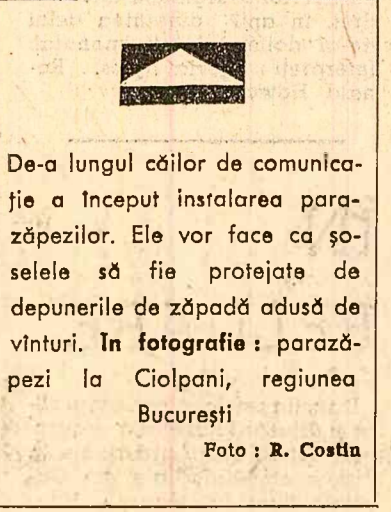 De-a lungul căilor de comunica-
ție a început instalarea para-
zăpezilor. Ele vor face ca șo-
selele să fie protejate de
depunerile de zăpadă adusă de
vînturi. În fotografie : parază-
pezi la Ciolpani, regiunea
București
Foto : R. Costin